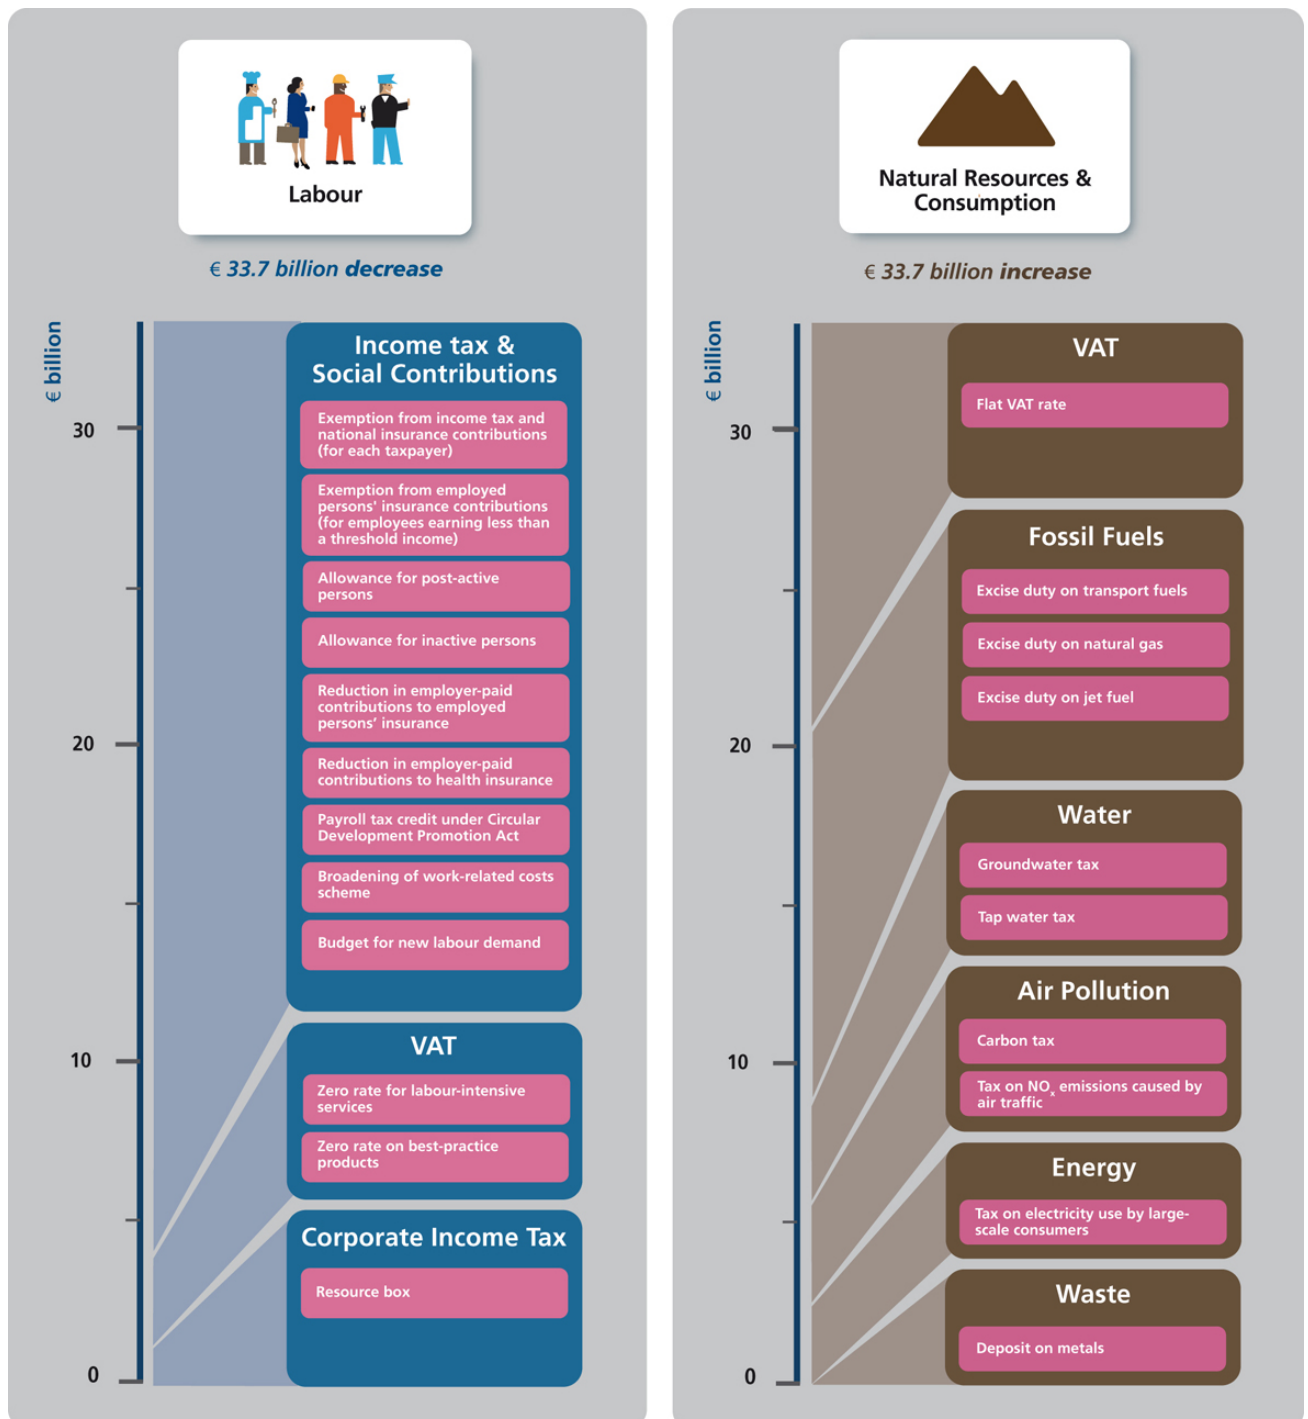 Labour
€ 33.7 billion decrease
€ billion
30
20
10
0
Income tax &
Social Contributions
Exemption from income tax and
national insurance contributions
(for each taxpayer)
Exemption from employed
persons' insurance contributions
(for employees earning less than
a threshold income)
Allowance for post-active
persons
Allowance for inactive persons
Reduction in employer-paid
contributions to employed
persons’ insurance
Reduction in employer-paid
contributions to health insurance
Payroll tax credit under Circular
Development Promotion Act
Broadening of work-related costs
scheme
Budget for new labour demand
VAT
Zero rate for labour-intensive
services
Zero rate on best-practice
products
Corporate Income Tax
Resource box
Natural Resources &
Consumption
€ 33.7 billion increase
€ billion
30
20
10
0
VAT
Flat VAT rate
Fossil Fuels
Excise duty on transport fuels
Excise duty on natural gas
Excise duty on jet fuel
Water
Groundwater tax
Tap water tax
Air Pollution
Carbon tax
Tax on NOx emissions caused by
air traffic
Energy
Tax on electricity use by large-
scale consumers
Waste
Deposit on metals